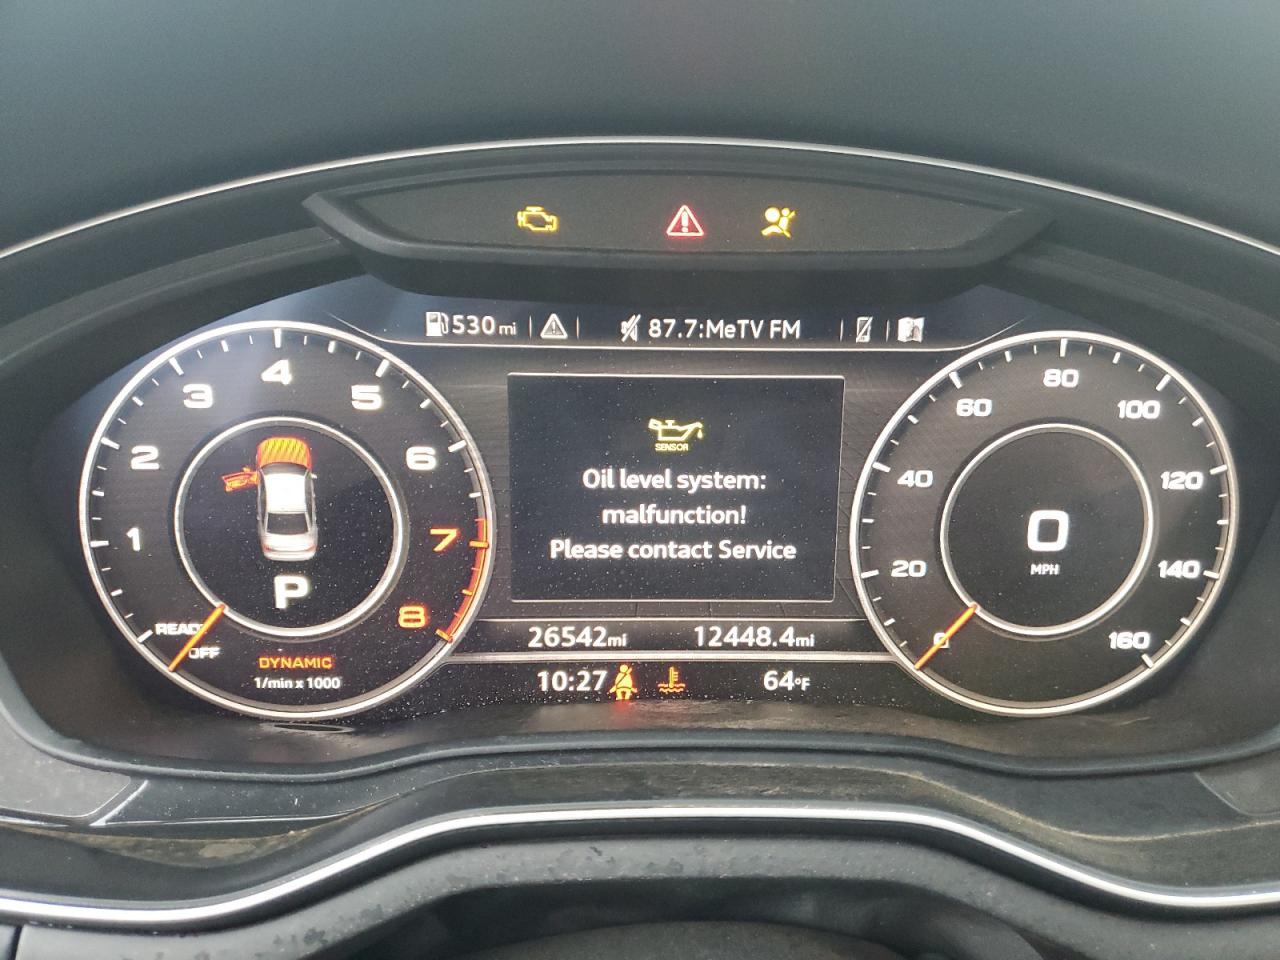 530 mi
87.7:MeTV FM
SENSOR
Oil level system:
malfunction!
Please contact Service
1
2
3
4
5
6
7
8
P
READY
OFF
DYNAMIC
1/min x 1000
0
20
40
60
80
100
120
140
160
0
MPH
26542mi
12448.4mi
10:27
64°F